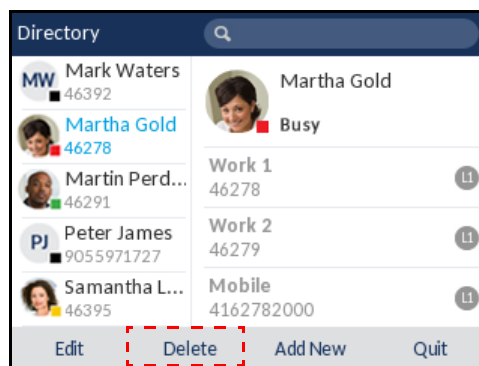 Directory
MW
Mark Waters
46392
Martha Gold
46278
Martin Perd...
46291
PJ
Peter James
9055971727
Samantha L...
46395
Martha Gold
Busy
Work 1
46278
L1
Work 2
46279
L1
Mobile
4162782000
L1
Edit Delete Add New Quit